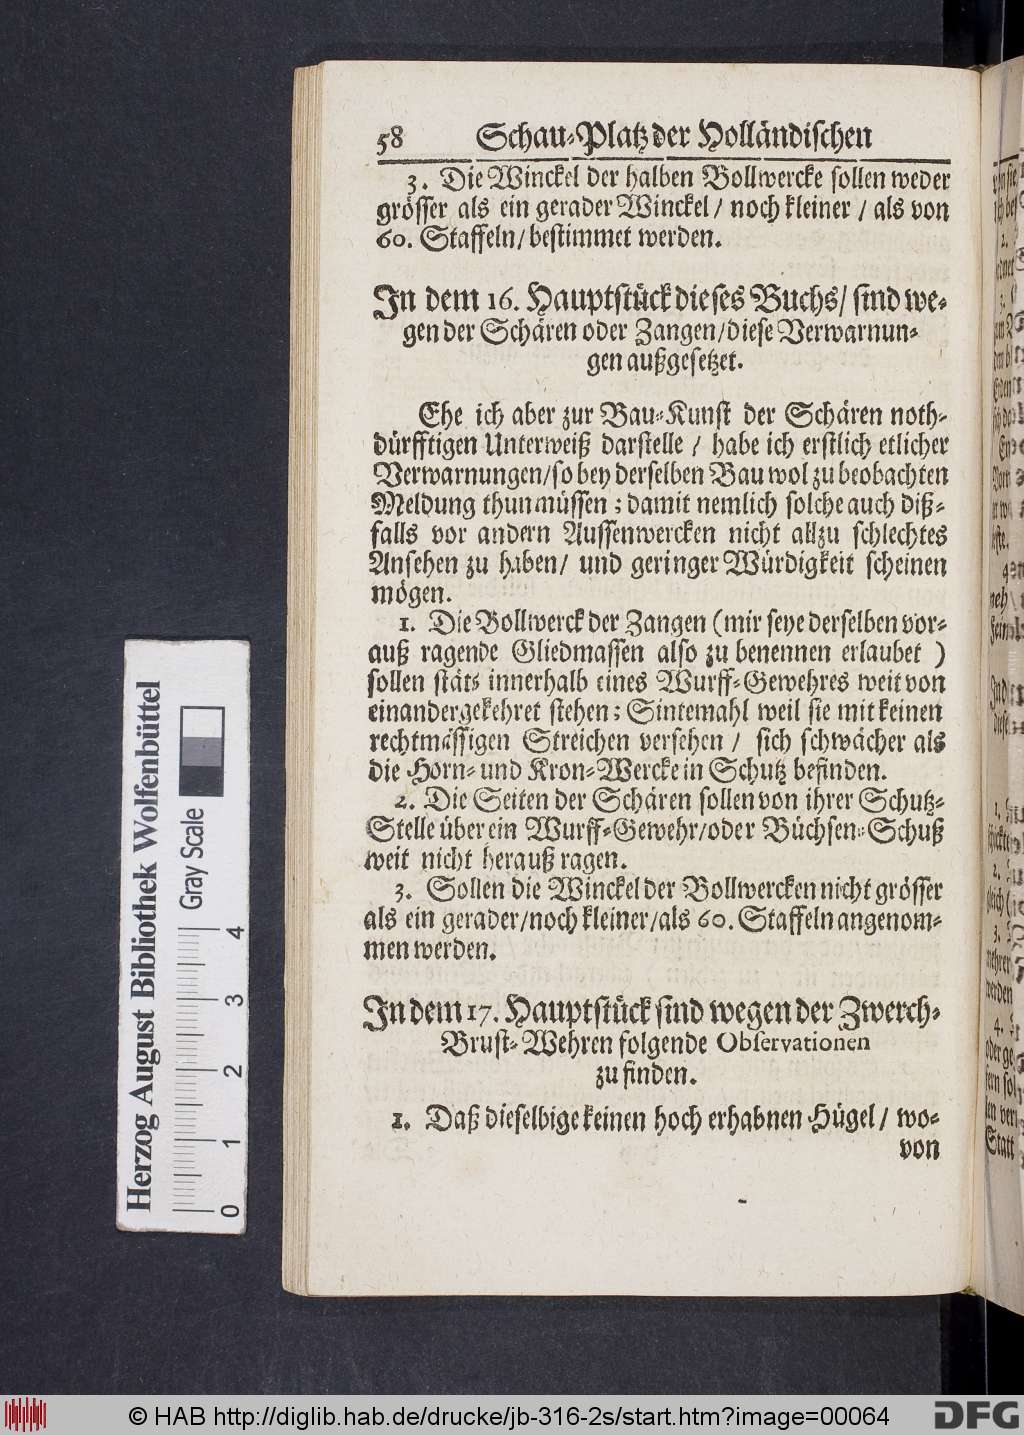 58 Schau-Platz der Holländischen
3. Die Winckel der halben Bollwercke sollen weder
grösser als ein gerader Winckel / noch kleiner / als von
60. Staffeln / bestimmet werden.
In dem 16. Hauptstück dieses Buchs / sind we-
gen der Schären oder Zangen / diese Verwarnun-
gen außgesetzet.
Ehe ich aber zur Bau-Kunst der Schären noth-
dürfftigen Unterweiß darstelle / habe ich erstlich etlicher
Verwarnungen / so bey derselben Bau wol zu beobachten
Meldung thun müssen ; damit nemlich solche auch diß-
falls vor andern Aussenwercken nicht allzu schlechtes
Ansehen zu haben / und geringer Würdigkeit scheinen
mögen.
1. Die Bollwerck der Zangen (mir seye derselben vor-
auß ragende Gliedmassen also zu benennen erlaubet )
sollen stäts innerhalb eines Wurff-Gewehres weit von
einander gekehret stehen ; Sintemahl weil sie mit keinen
rechtmässigen Streichen versehen / sich schwächer als
die Horn- und Kron-Wercke in Schutz befinden.
2. Die Seiten der Schären sollen von ihrer Schutz-
Stelle über ein Wurff-Gewehr / oder Büchsen-Schuß
weit nicht herauß ragen.
3. Sollen die Winckel der Bollwercken nicht grösser
als ein gerader / noch kleiner / als 60. Staffeln angenom-
men werden.
In dem 17. Hauptstück sind wegen der Zwerch-
Brust-Wehren folgende Observationen
zu finden.
1. Daß dieselbige keinen hoch erhabnen Hügel / wo-
von
Herzog August Bibliothek Wolfenbüttel
Gray Scale
0 1 2 3 4
© HAB http://diglib.hab.de/drucke/jb-316-2s/start.htm?image=00064
DFG